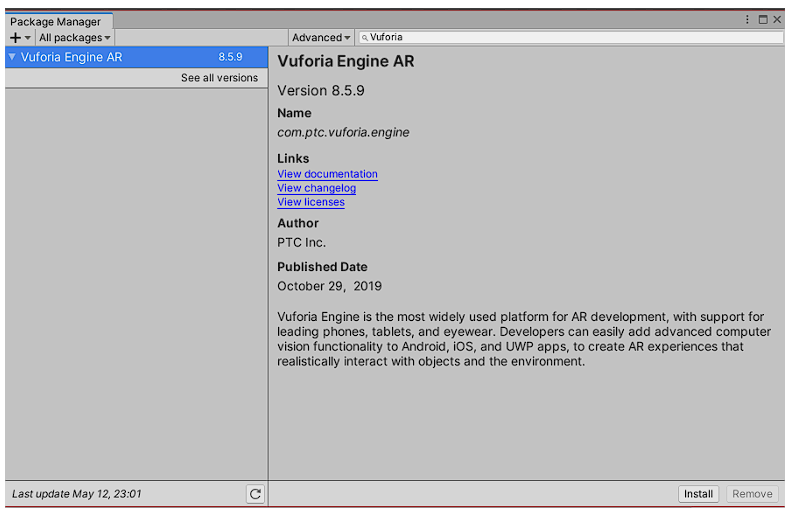 Package Manager
All packages
Advanced
Vuforia
Vuforia Engine AR 8.5.9
See all versions
Vuforia Engine AR
Version 8.5.9
Name
com.ptc.vuforia.engine
Links
View documentation
View changelog
View licenses
Author
PTC Inc.
Published Date
October 29, 2019
Vuforia Engine is the most widely used platform for AR development, with support for
leading phones, tablets, and eyewear. Developers can easily add advanced computer
vision functionality to Android, iOS, and UWP apps, to create AR experiences that
realistically interact with objects and the environment.
Last update May 12, 23:01
Install
Remove